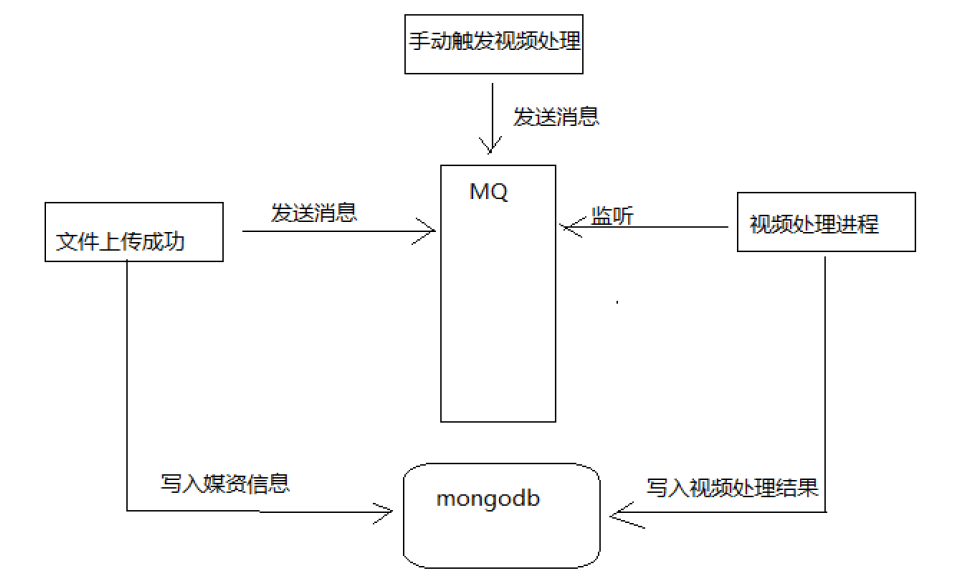 手动触发视频处理
发送消息
MQ
发送消息
监听
文件上传成功
视频处理进程
写入媒资信息
mongodb
写入视频处理结果